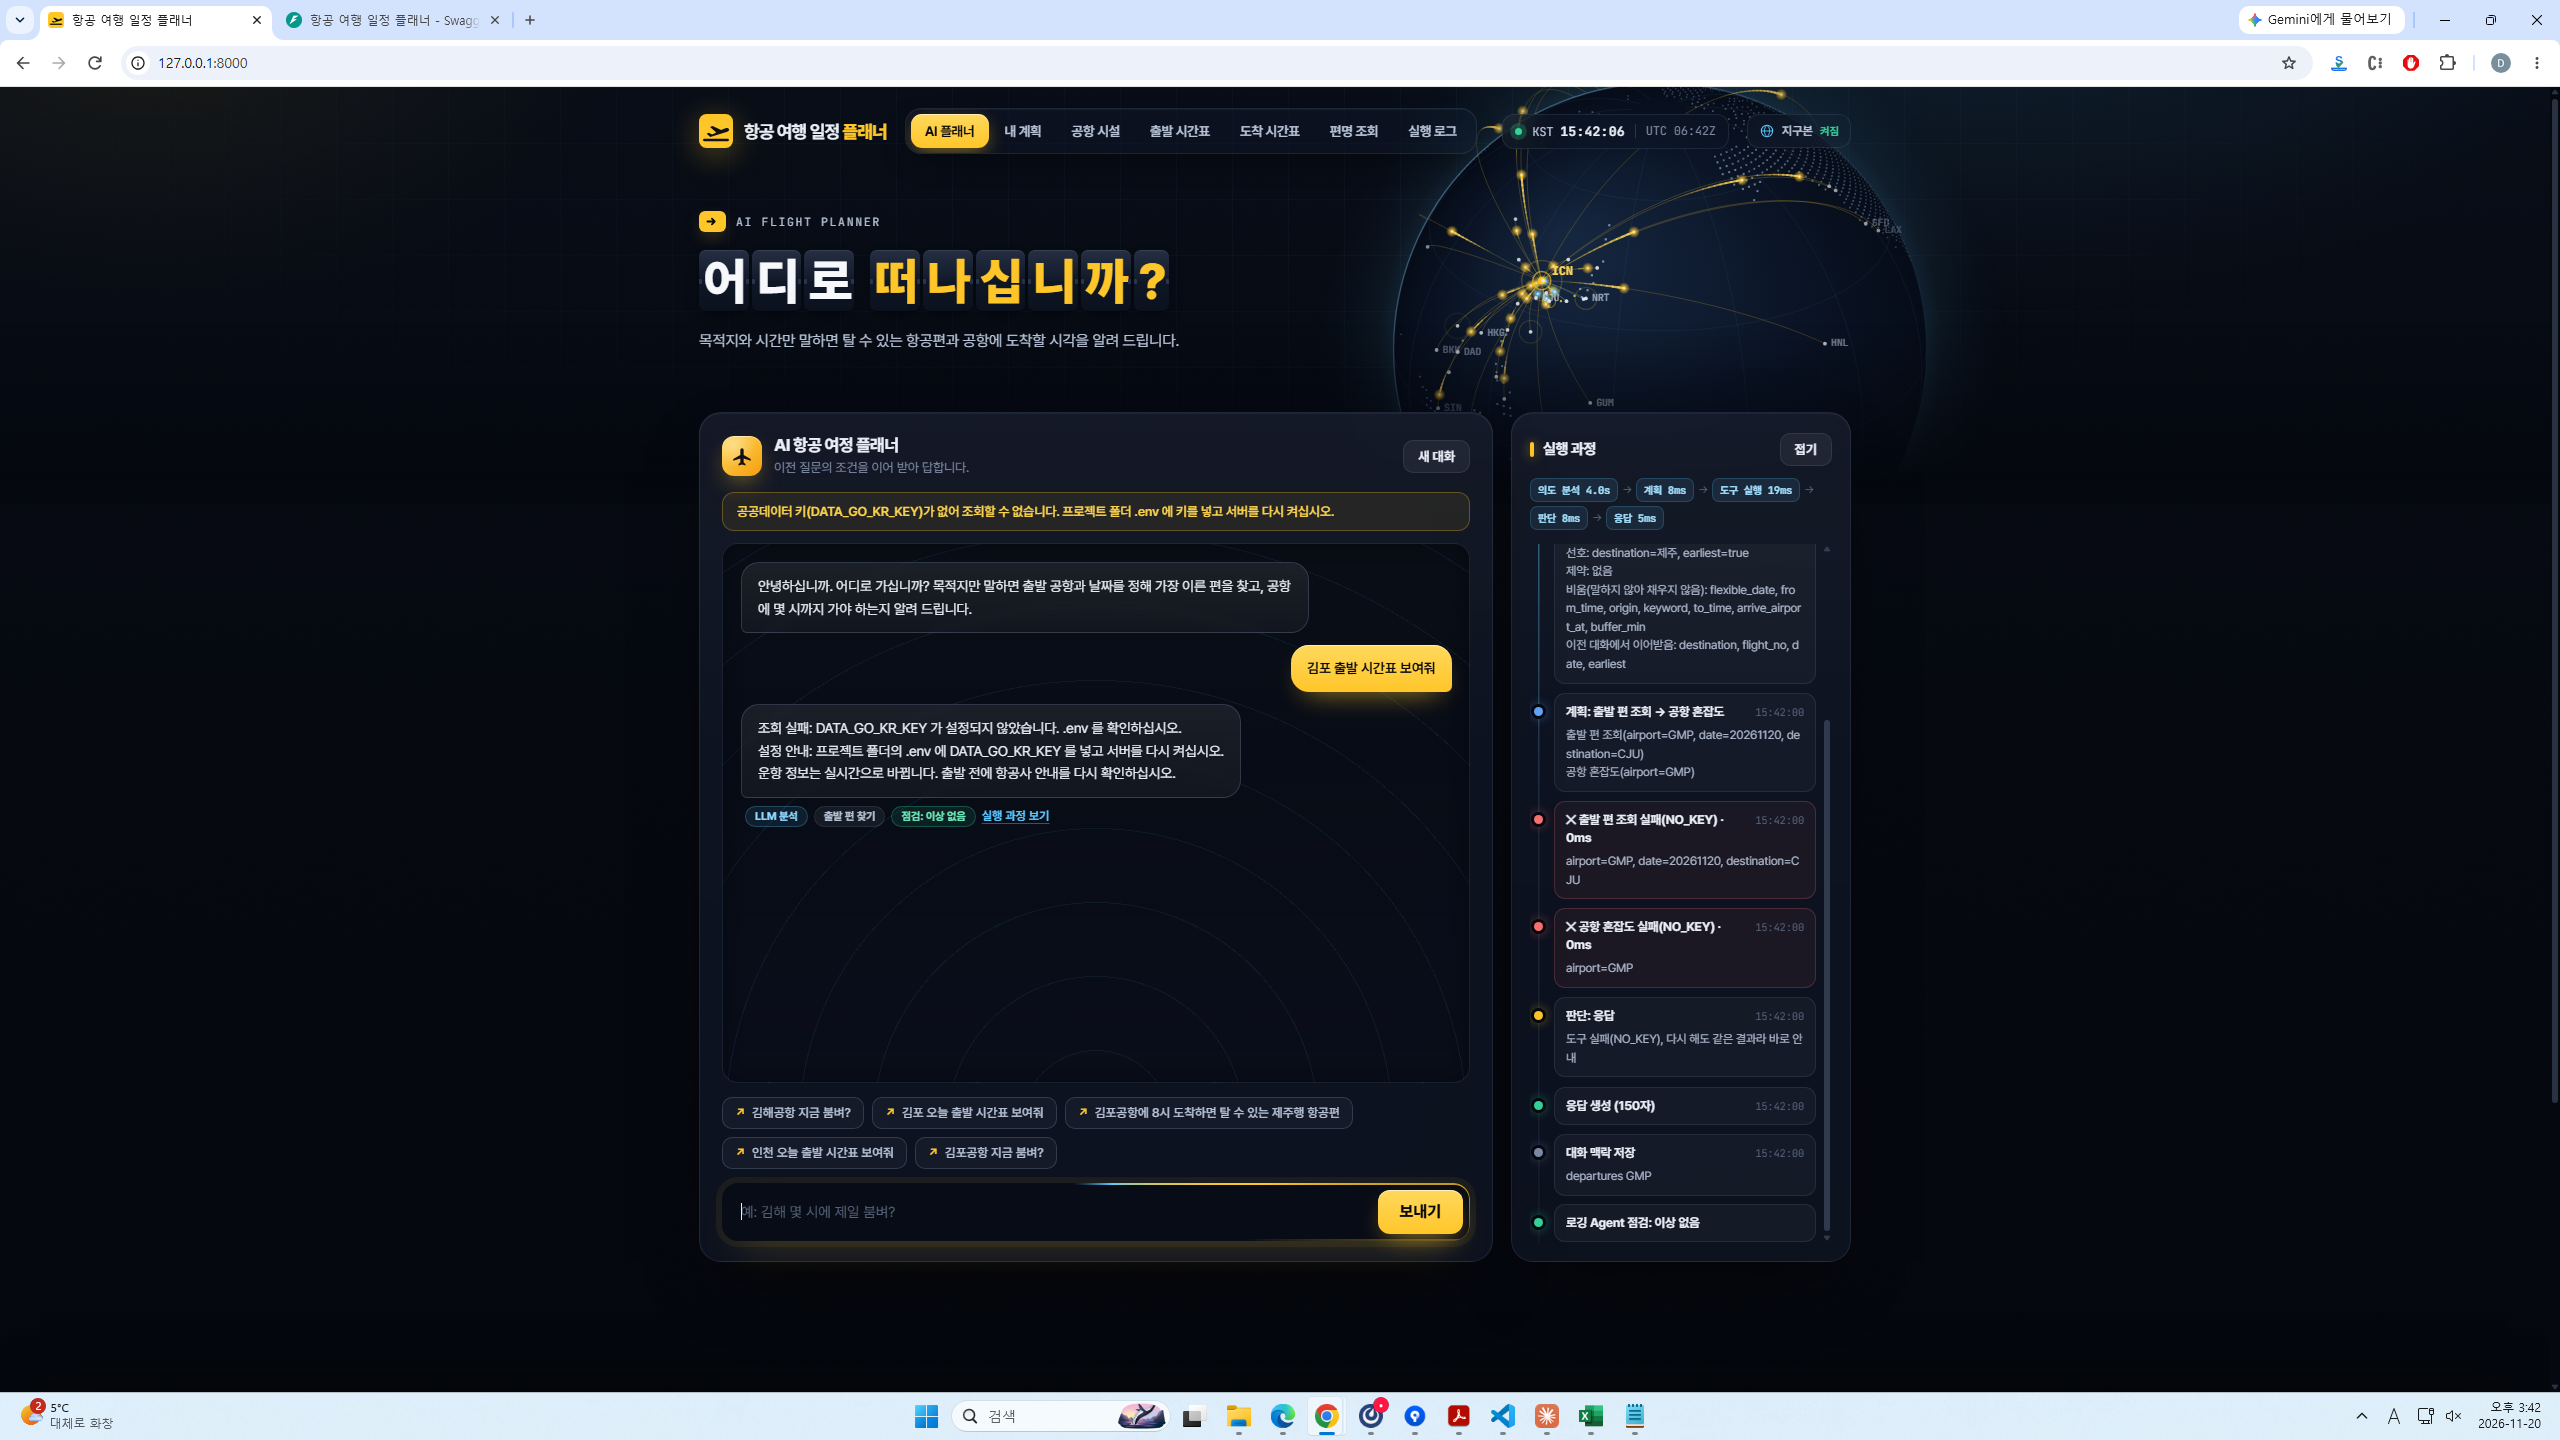 항공 여행 일정 플래너
항공 여행 일정 플래너 - Swagg
Gemini에게 물어보기
127.0.0.1:8000
D
항공 여행 일정 플래너
AI 플래너
내 계획
공항 시설
출발 시간표
도착 시간표
편명 조회
실행 로그
KST 15:42:06
UTC 06:42Z
지구본 켜짐
AI FLIGHT PLANNER
어디로 떠나십니까?
목적지와 시간만 말하면 탈 수 있는 항공편과 공항에 도착할 시각을 알려 드립니다.
ICN
NRT
HKG
BKK
DAD
SIN
GUM
HNL
SFO
LAX
AI 항공 여정 플래너
이전 질문의 조건을 이어 받아 답합니다.
새 대화
공공데이터 키(DATA_GO_KR_KEY)가 없어 조회할 수 없습니다. 프로젝트 폴더 .env 에 키를 넣고 서버를 다시 켜십시오.
안녕하십니까. 어디로 가십니까? 목적지만 말하면 출발 공항과 날짜를 정해 가장 이른 편을 찾고, 공항
에 몇 시까지 가야 하는지 알려 드립니다.
김포 출발 시간표 보여줘
조회 실패: DATA_GO_KR_KEY 가 설정되지 않았습니다. .env 를 확인하십시오.
설정 안내: 프로젝트 폴더의 .env 에 DATA_GO_KR_KEY 를 넣고 서버를 다시 켜십시오.
운항 정보는 실시간으로 바뀝니다. 출발 전에 항공사 안내를 다시 확인하십시오.
LLM 분석
출발 편 찾기
점검: 이상 없음
실행 과정 보기
김해공항 지금 붐벼?
김포 오늘 출발 시간표 보여줘
김포공항에 8시 도착하면 탈 수 있는 제주행 항공편
인천 오늘 출발 시간표 보여줘
김포공항 지금 붐벼?
예: 김해 몇 시에 제일 붐벼?
보내기
실행 과정
접기
의도 분석 4.0s → 계획 8ms → 도구 실행 19ms →
판단 8ms → 응답 5ms
선호: destination=제주, earliest=true
제약: 없음
비움(말하지 않아 채우지 않음): flexible_date, fro
m_time, origin, keyword, to_time, arrive_airpor
t_at, buffer_min
이전 대화에서 이어받음: destination, flight_no, d
ate, earliest
계획: 출발 편 조회 → 공항 혼잡도 15:42:00
출발 편 조회(airport=GMP, date=20261120, de
stination=CJU)
공항 혼잡도(airport=GMP)
✕ 출발 편 조회 실패(NO_KEY) · 15:42:00
0ms
airport=GMP, date=20261120, destination=C
JU
✕ 공항 혼잡도 실패(NO_KEY) · 15:42:00
0ms
airport=GMP
판단: 응답 15:42:00
도구 실패(NO_KEY), 다시 해도 같은 결과라 바로 안
내
응답 생성 (150자) 15:42:00
대화 맥락 저장 15:42:00
departures GMP
로깅 Agent 점검: 이상 없음
2
5°C
대체로 화창
검색
A
오후 3:42
2026-11-20